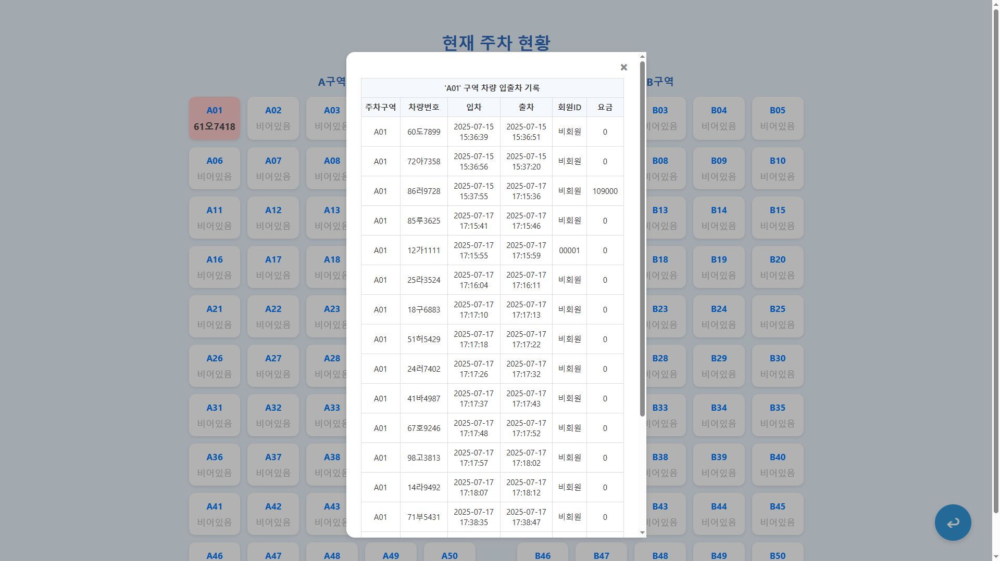 현재 주차 현황
A구역
B구역
'A01' 구역 차량 입출차 기록
주차구역 차량번호 입차 출차 회원ID 요금
A01 60도7899 2025-07-15 15:36:39 2025-07-15 15:36:51 비회원 0
A01 72아7358 2025-07-15 15:36:56 2025-07-15 15:37:20 비회원 0
A01 86러9728 2025-07-15 15:37:55 2025-07-17 17:15:36 비회원 109000
A01 85루3625 2025-07-17 17:15:41 2025-07-17 17:15:46 비회원 0
A01 12가1111 2025-07-17 17:15:55 2025-07-17 17:15:59 00001 0
A01 25라3524 2025-07-17 17:16:04 2025-07-17 17:16:11 비회원 0
A01 18구6883 2025-07-17 17:17:10 2025-07-17 17:17:13 비회원 0
A01 51허5429 2025-07-17 17:17:18 2025-07-17 17:17:22 비회원 0
A01 24러7402 2025-07-17 17:17:26 2025-07-17 17:17:32 비회원 0
A01 41바4987 2025-07-17 17:17:37 2025-07-17 17:17:43 비회원 0
A01 67호9246 2025-07-17 17:17:48 2025-07-17 17:17:52 비회원 0
A01 98고3813 2025-07-17 17:17:57 2025-07-17 17:18:02 비회원 0
A01 14라9492 2025-07-17 17:18:07 2025-07-17 17:18:12 비회원 0
A01 71부5431 2025-07-17 17:38:35 2025-07-17 17:38:47 비회원 0
A01 A02 A03
61오7418 비어있음 비어있음
A06 A07 A08
비어있음 비어있음 비어있음
A11 A12 A13
비어있음 비어있음 비어있음
A16 A17 A18
비어있음 비어있음 비어있음
A21 A22 A23
비어있음 비어있음 비어있음
A26 A27 A28
비어있음 비어있음 비어있음
A31 A32 A33
비어있음 비어있음 비어있음
A36 A37 A38
비어있음 비어있음 비어있음
A41 A42 A43
비어있음 비어있음 비어있음
A46 A47 A48 A49 A50
B03 B04 B05
비어있음 비어있음 비어있음
B08 B09 B10
비어있음 비어있음 비어있음
B13 B14 B15
비어있음 비어있음 비어있음
B18 B19 B20
비어있음 비어있음 비어있음
B23 B24 B25
비어있음 비어있음 비어있음
B28 B29 B30
비어있음 비어있음 비어있음
B33 B34 B35
비어있음 비어있음 비어있음
B38 B39 B40
비어있음 비어있음 비어있음
B43 B44 B45
비어있음 비어있음 비어있음
B46 B47 B48 B49 B50